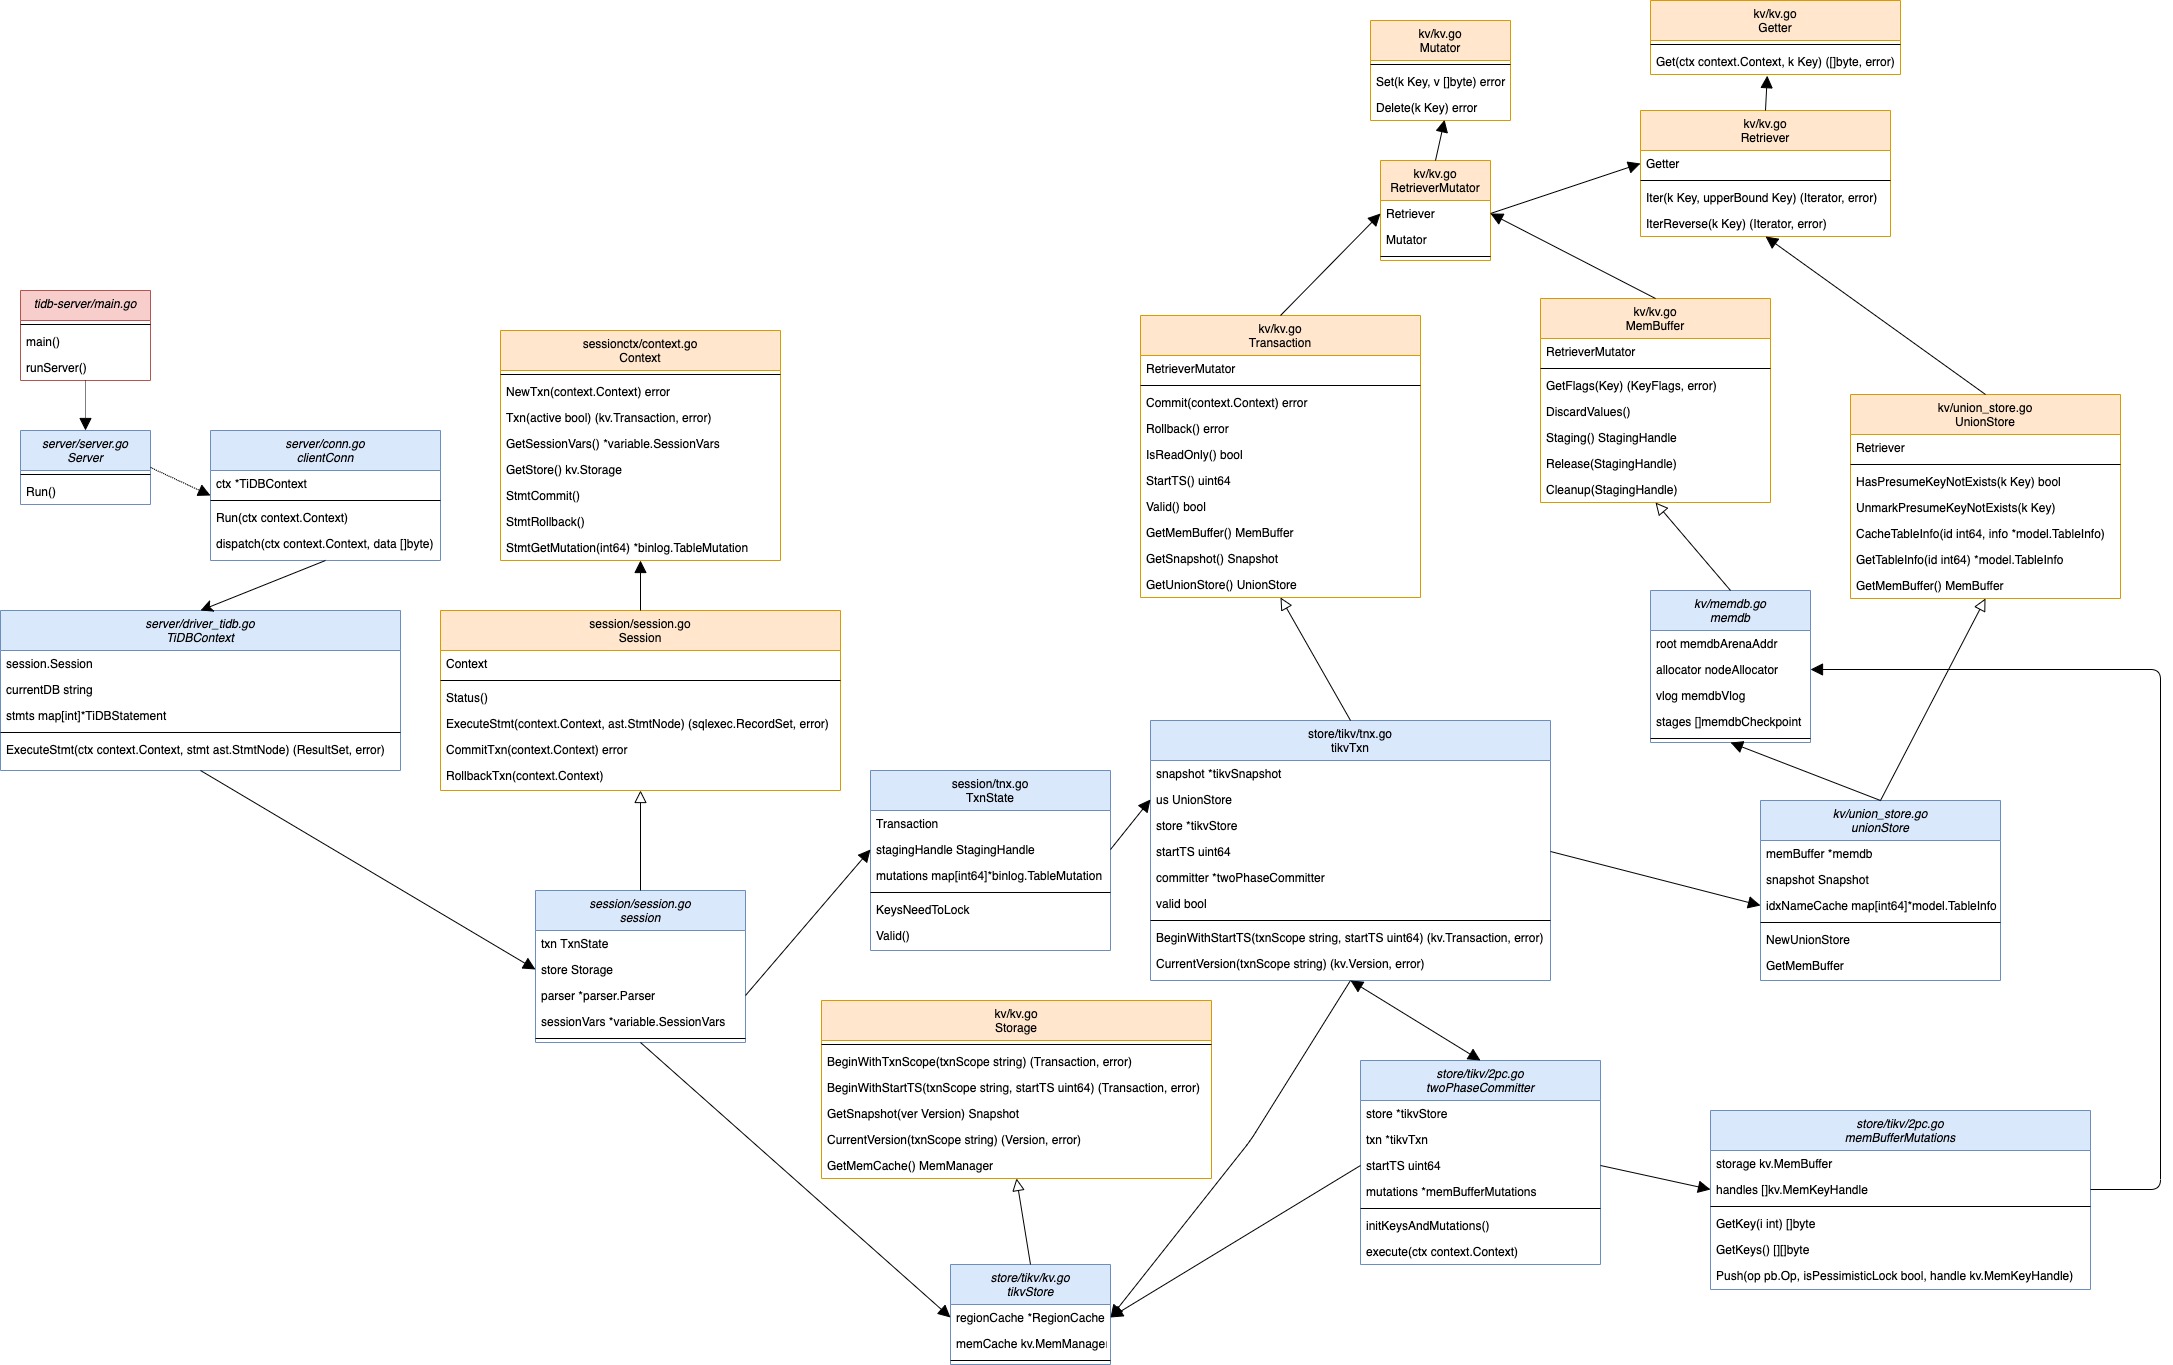 kv/kv.go
Getter
Get(ctx context.Context, k Key) ([]byte, error)
kv/kv.go
Mutator
Set(k Key, v []byte) error
Delete(k Key) error
kv/kv.go
Retriever
Getter
Iter(k Key, upperBound Key) (Iterator, error)
IterReverse(k Key) (Iterator, error)
kv/kv.go
RetrieverMutator
Retriever
Mutator
tidb-server/main.go
main()
runServer()
server/server.go
Server
Run()
server/conn.go
clientConn
ctx *TiDBContext
Run(ctx context.Context)
dispatch(ctx context.Context, data []byte)
server/driver_tidb.go
TiDBContext
session.Session
currentDB string
stmts map[int]*TiDBStatement
ExecuteStmt(ctx context.Context, stmt ast.StmtNode) (ResultSet, error)
sessionctx/context.go
Context
NewTxn(context.Context) error
Txn(active bool) (kv.Transaction, error)
GetSessionVars() *variable.SessionVars
GetStore() kv.Storage
StmtCommit()
StmtRollback()
StmtGetMutation(int64) *binlog.TableMutation
session/session.go
Session
Context
Status()
ExecuteStmt(context.Context, ast.StmtNode) (sqlexec.RecordSet, error)
CommitTxn(context.Context) error
RollbackTxn(context.Context)
session/session.go
session
txn TxnState
store Storage
parser *parser.Parser
sessionVars *variable.SessionVars
session/tnx.go
TxnState
Transaction
stagingHandle StagingHandle
mutations map[int64]*binlog.TableMutation
KeysNeedToLock
Valid()
kv/kv.go
Transaction
RetrieverMutator
Commit(context.Context) error
Rollback() error
IsReadOnly() bool
StartTS() uint64
Valid() bool
GetMemBuffer() MemBuffer
GetSnapshot() Snapshot
GetUnionStore() UnionStore
kv/kv.go
MemBuffer
RetrieverMutator
GetFlags(Key) (KeyFlags, error)
DiscardValues()
Staging() StagingHandle
Release(StagingHandle)
Cleanup(StagingHandle)
kv/union_store.go
UnionStore
Retriever
HasPresumeKeyNotExists(k Key) bool
UnmarkPresumeKeyNotExists(k Key)
CacheTableInfo(id int64, info *model.TableInfo)
GetTableInfo(id int64) *model.TableInfo
GetMemBuffer() MemBuffer
kv/memdb.go
memdb
root memdbArenaAddr
allocator nodeAllocator
vlog memdbVlog
stages []memdbCheckpoint
store/tikv/tnx.go
tikvTxn
snapshot *tikvSnapshot
us UnionStore
store *tikvStore
startTS uint64
committer *twoPhaseCommitter
valid bool
BeginWithStartTS(txnScope string, startTS uint64) (kv.Transaction, error)
CurrentVersion(txnScope string) (kv.Version, error)
kv/union_store.go
unionStore
memBuffer *memdb
snapshot Snapshot
idxNameCache map[int64]*model.TableInfo
NewUnionStore
GetMemBuffer
kv/kv.go
Storage
BeginWithTxnScope(txnScope string) (Transaction, error)
BeginWithStartTS(txnScope string, startTS uint64) (Transaction, error)
GetSnapshot(ver Version) Snapshot
CurrentVersion(txnScope string) (Version, error)
GetMemCache() MemManager
store/tikv/2pc.go
twoPhaseCommitter
store *tikvStore
txn *tikvTxn
startTS uint64
mutations *memBufferMutations
initKeysAndMutations()
execute(ctx context.Context)
store/tikv/2pc.go
memBufferMutations
storage kv.MemBuffer
handles []kv.MemKeyHandle
GetKey(i int) []byte
GetKeys() [][]byte
Push(op pb.Op, isPessimisticLock bool, handle kv.MemKeyHandle)
store/tikv/kv.go
tikvStore
regionCache *RegionCache
memCache kv.MemManager